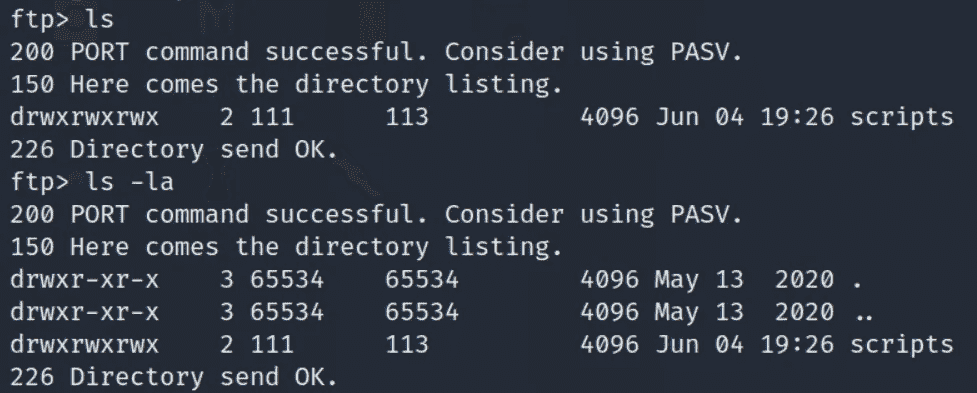 ftp> ls
200 PORT command successful. Consider using PASV.
150 Here comes the directory listing.
drwxrwxrwx    2 111      113          4096 Jun 04 19:26 scripts
226 Directory send OK.
ftp> ls -la
200 PORT command successful. Consider using PASV.
150 Here comes the directory listing.
drwxr-xr-x    3 65534    65534        4096 May 13  2020 .
drwxr-xr-x    3 65534    65534        4096 May 13  2020 ..
drwxrwxrwx    2 111      113          4096 Jun 04 19:26 scripts
226 Directory send OK.